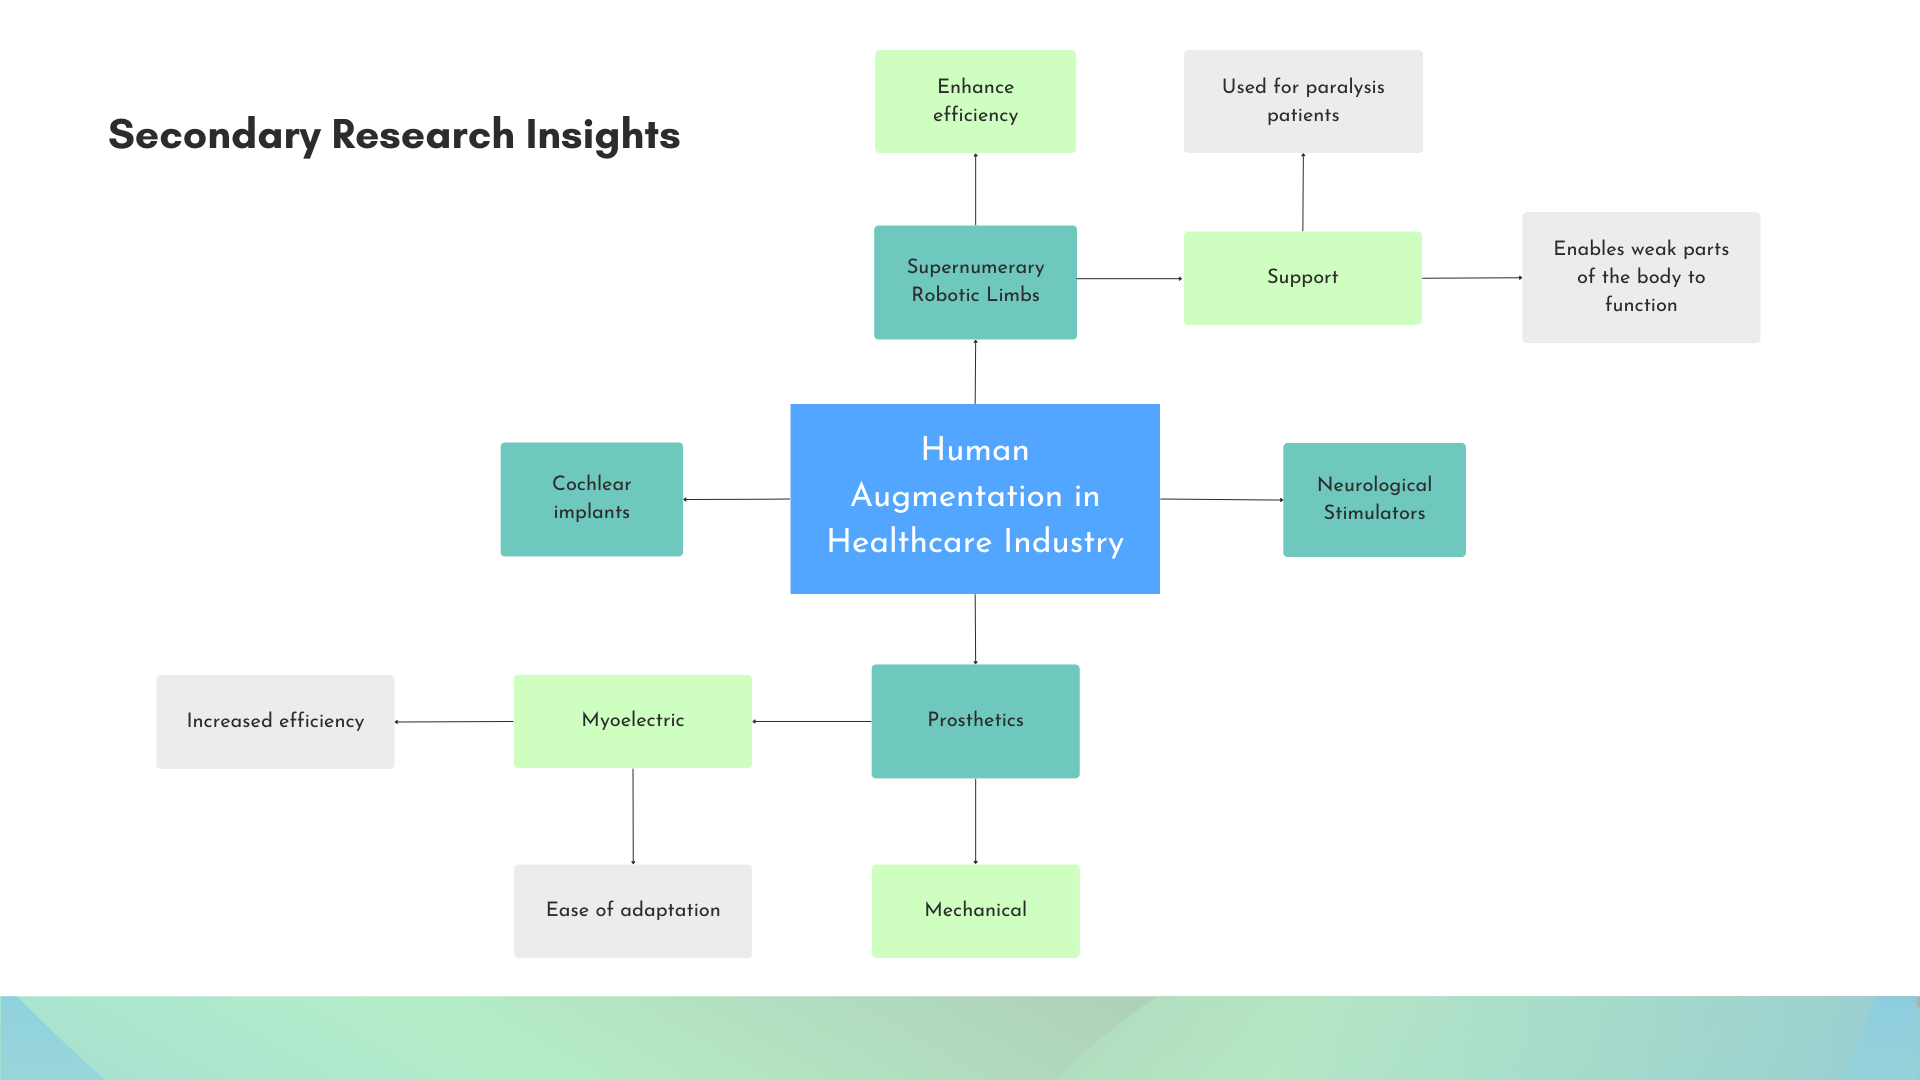 Secondary Research Insights
Enhance
efficiency
Used for paralysis
patients
Supernumerary
Robotic Limbs
Support
Enables weak parts
of the body to
function
Cochlear
implants
Human
Augmentation in
Healthcare Industry
Neurological
Stimulators
Increased efficiency
Myoelectric
Prosthetics
Ease of adaptation
Mechanical